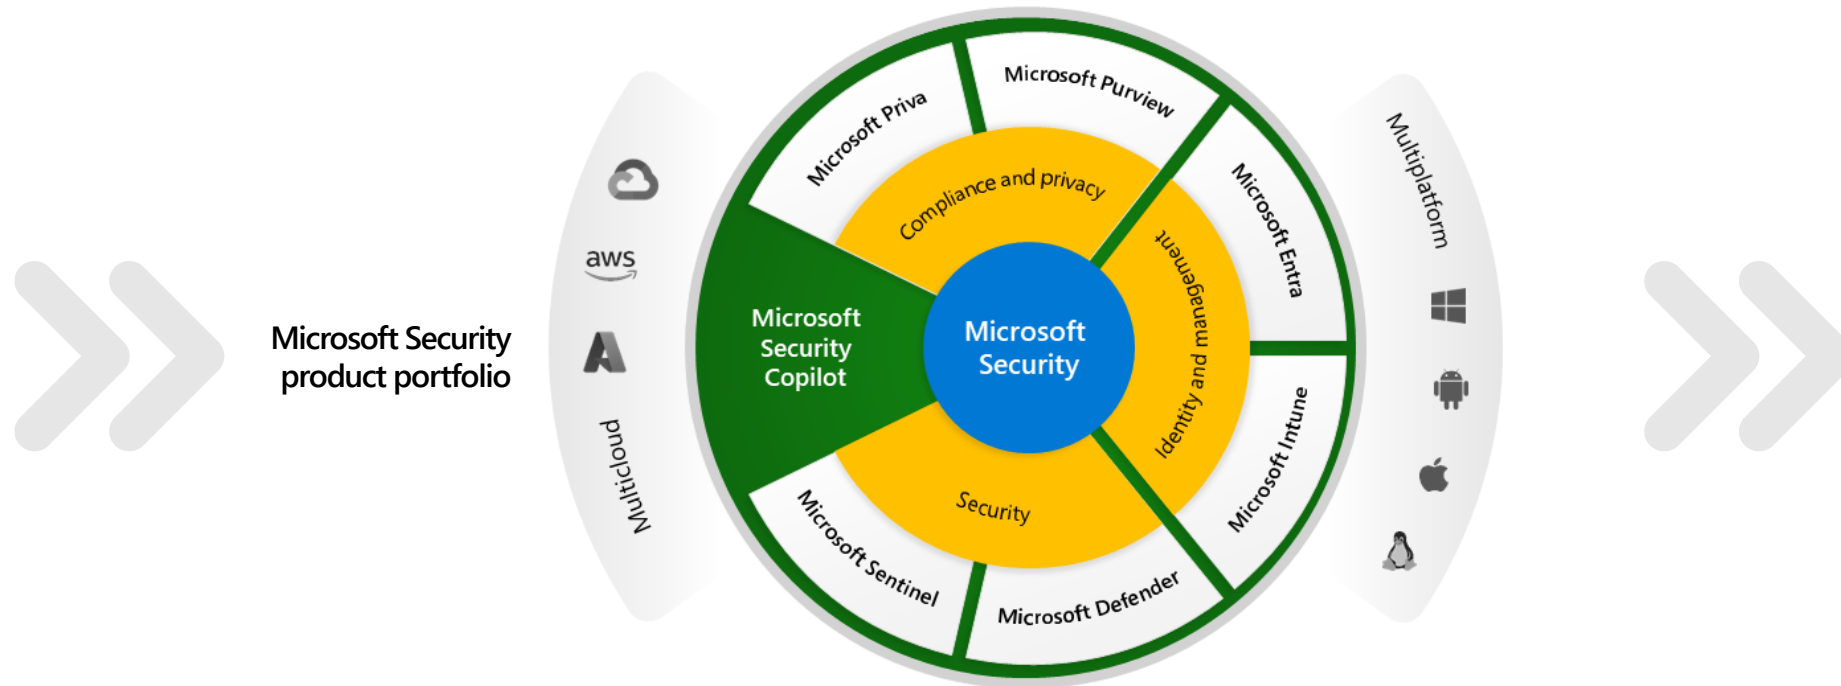 Microsoft Security
product portfolio
aws
Multicloud
Microsoft Priva
Microsoft Purview
Compliance and privacy
Microsoft Entra
Identity and management
Microsoft Intune
Microsoft
Security
Copilot
Microsoft
Security
Security
Microsoft Sentinel
Microsoft Defender
Multiplatform